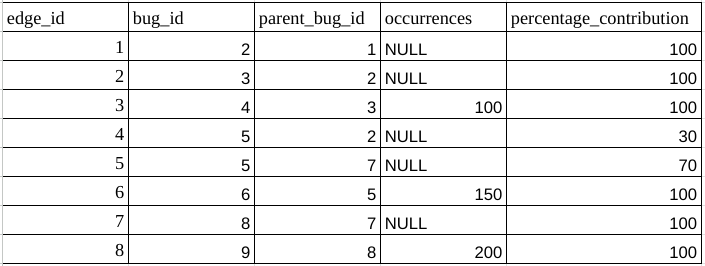 edge_id bug_id parent_bug_id occurrences percentage_contribution
1 2 1 NULL 100
2 3 2 NULL 100
3 4 3 100 100
4 5 2 NULL 30
5 5 7 NULL 70
6 6 5 150 100
7 8 7 NULL 100
8 9 8 200 100